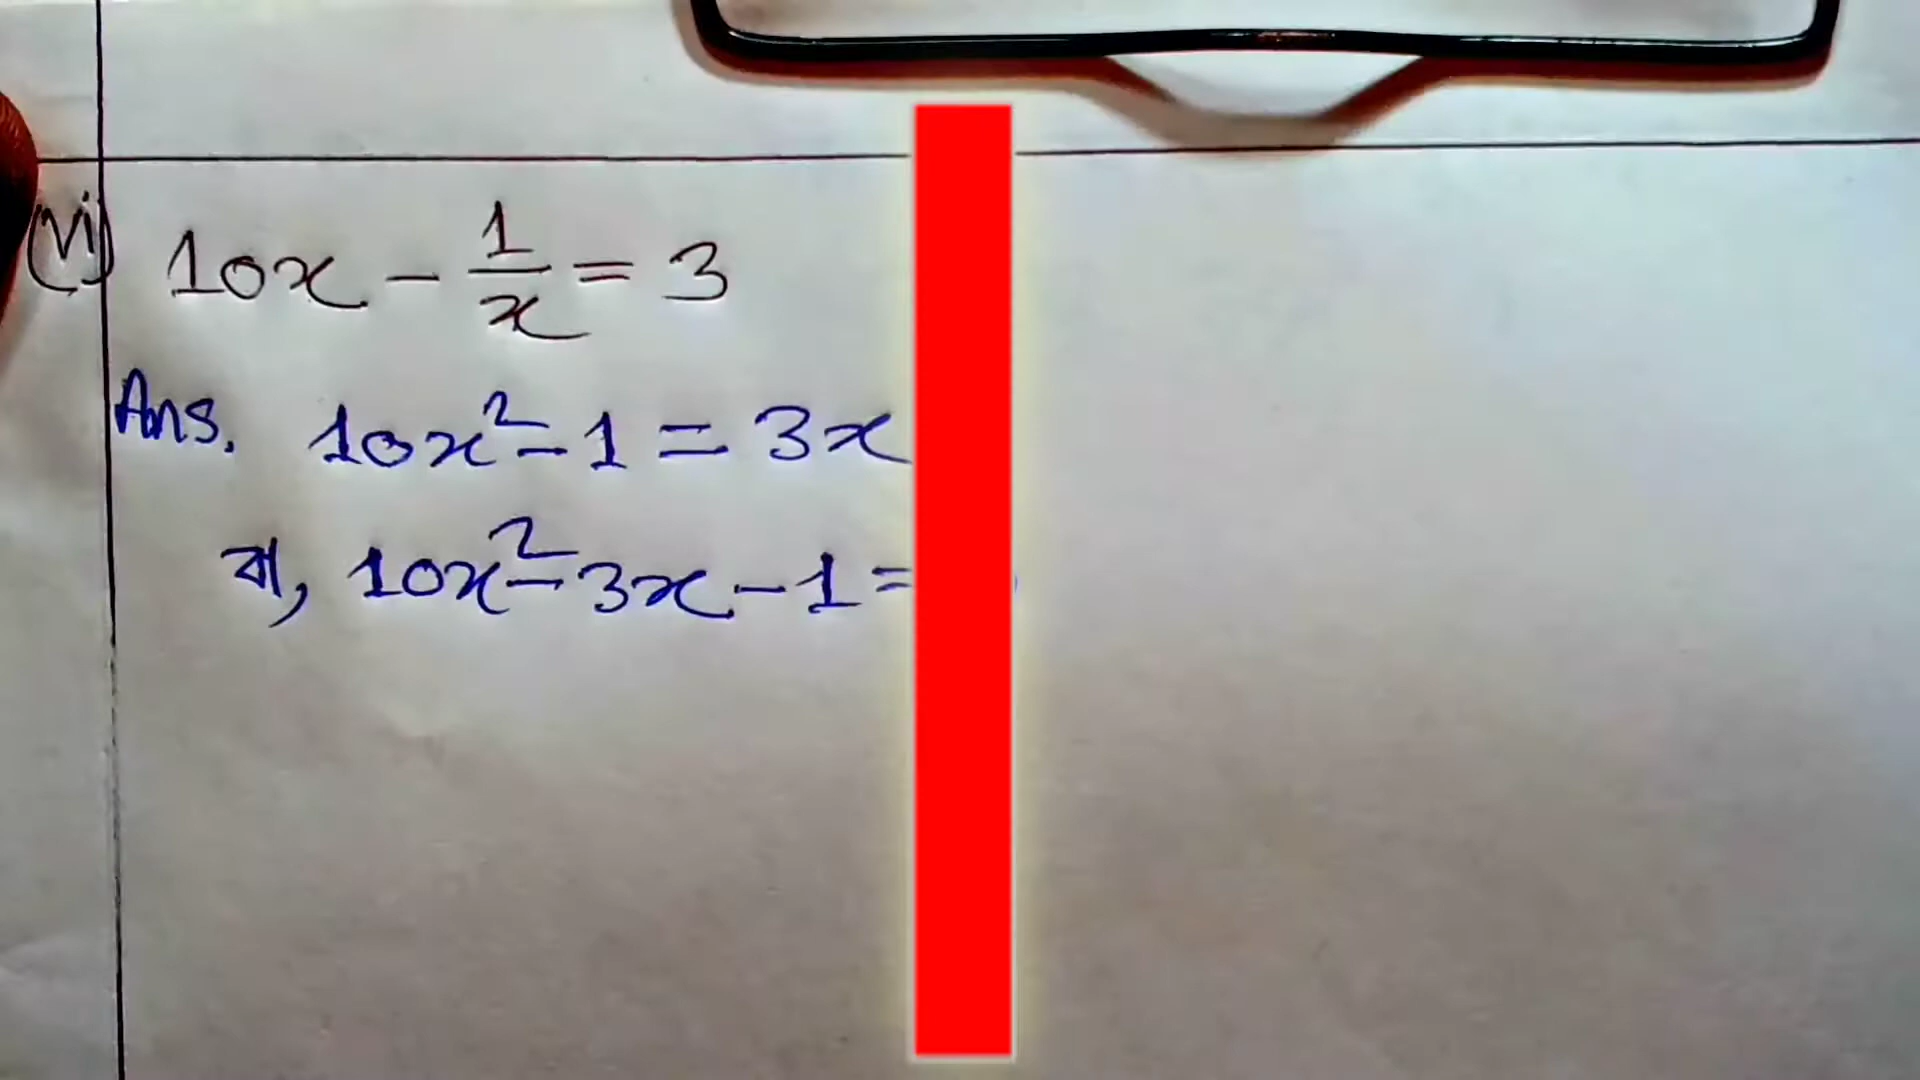 (vi) 10x - 1/x = 3
Ans. 10x² - 1 = 3x
বা, 10x² - 3x - 1 =